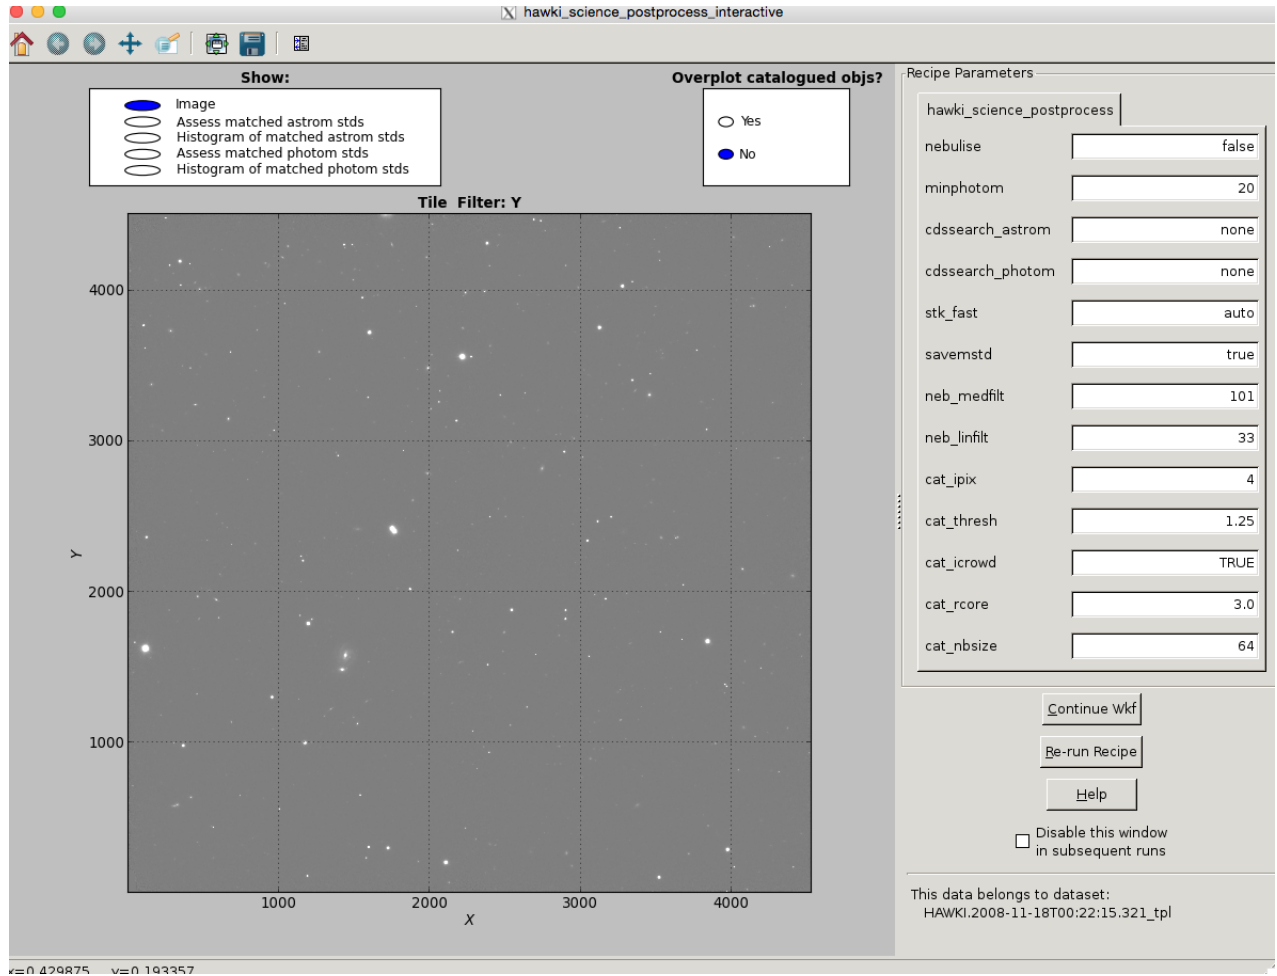 hawki_science_postprocess_interactive
Show:
Image
Assess matched astrom stds
Histogram of matched astrom stds
Assess matched photom stds
Histogram of matched photom stds
Overplot catalogued objs?
Yes
No
Tile Filter: Y
4000
3000
2000
1000
Y
1000 2000 3000 4000
X
Recipe Parameters
hawki_science_postprocess
nebulise false
minphotom 20
cdssearch_astrom none
cdssearch_photom none
stk_fast auto
savemstd true
neb_medfilt 101
neb_linfilt 33
cat_ipix 4
cat_thresh 1.25
cat_icrowd TRUE
cat_rcore 3.0
cat_nbsize 64
Continue Wkf
Re-run Recipe
Help
Disable this window
in subsequent runs
This data belongs to dataset:
HAWKI.2008-11-18T00:22:15.321_tpl
x=0.429875 y=0.193357